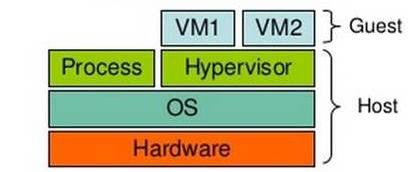 VM1 VM2 Guest
Process Hypervisor
OS Host
Hardware